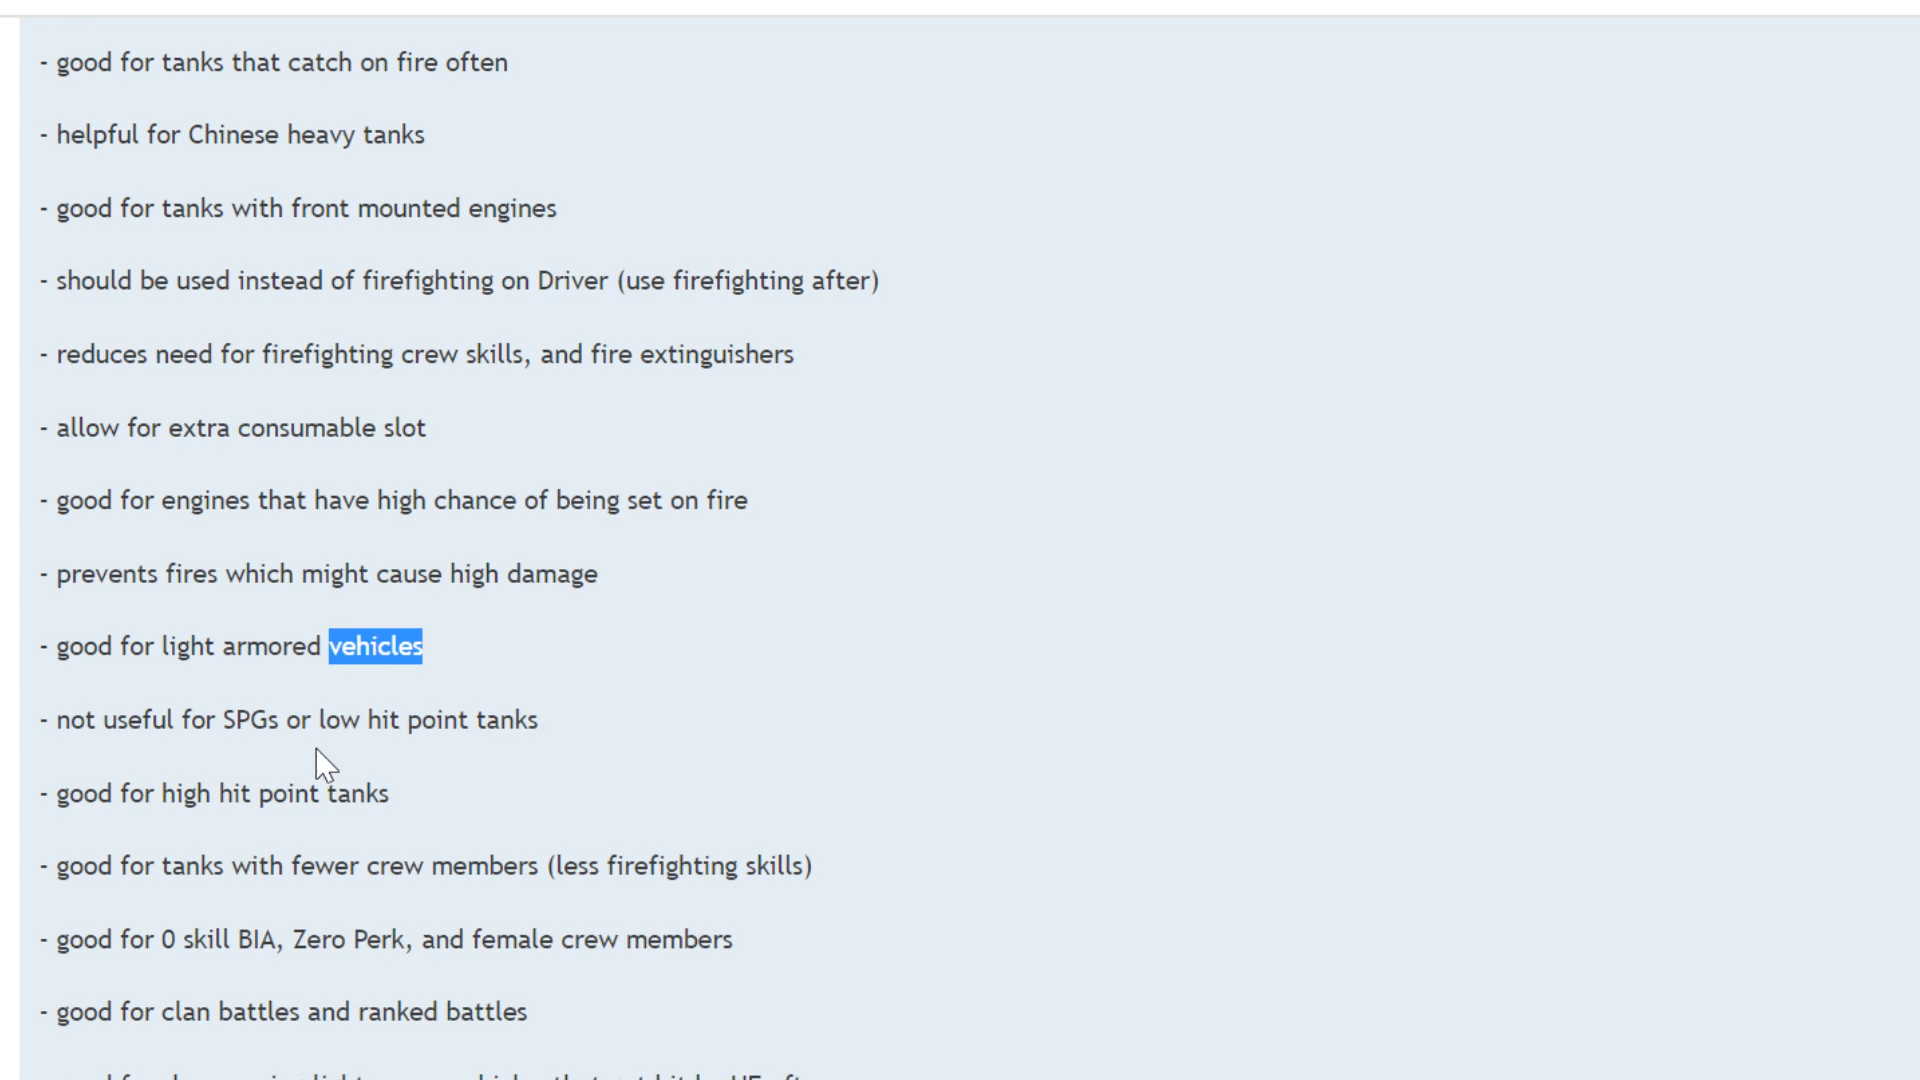 - good for tanks that catch on fire often
- helpful for Chinese heavy tanks
- good for tanks with front mounted engines
- should be used instead of firefighting on Driver (use firefighting after)
- reduces need for firefighting crew skills, and fire extinguishers
- allow for extra consumable slot
- good for engines that have high chance of being set on fire
- prevents fires which might cause high damage
- good for light armored vehicles
- not useful for SPGs or low hit point tanks
- good for high hit point tanks
- good for tanks with fewer crew members (less firefighting skills)
- good for 0 skill BIA, Zero Perk, and female crew members
- good for clan battles and ranked battles